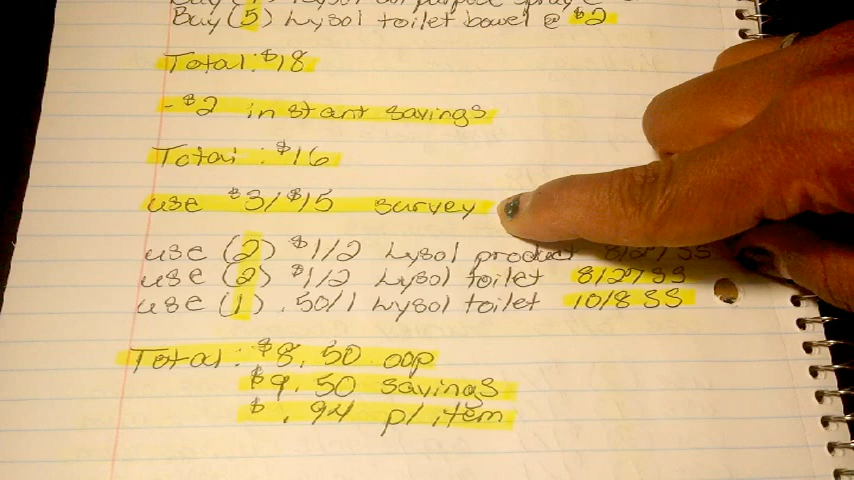 Buy (5) Lysol toilet bowel @ $2
Total: $18
- $2 instant savings
Total: $16
use $3/$15 survey
use (2) $1/2 Lysol product 8/27 SS
use (2) $1/2 Lysol toilet 8/27 SS
use (1) .50/1 Lysol toilet 10/8 SS
Total: $8.50 oop
$9.50 savings
$.94 p/item